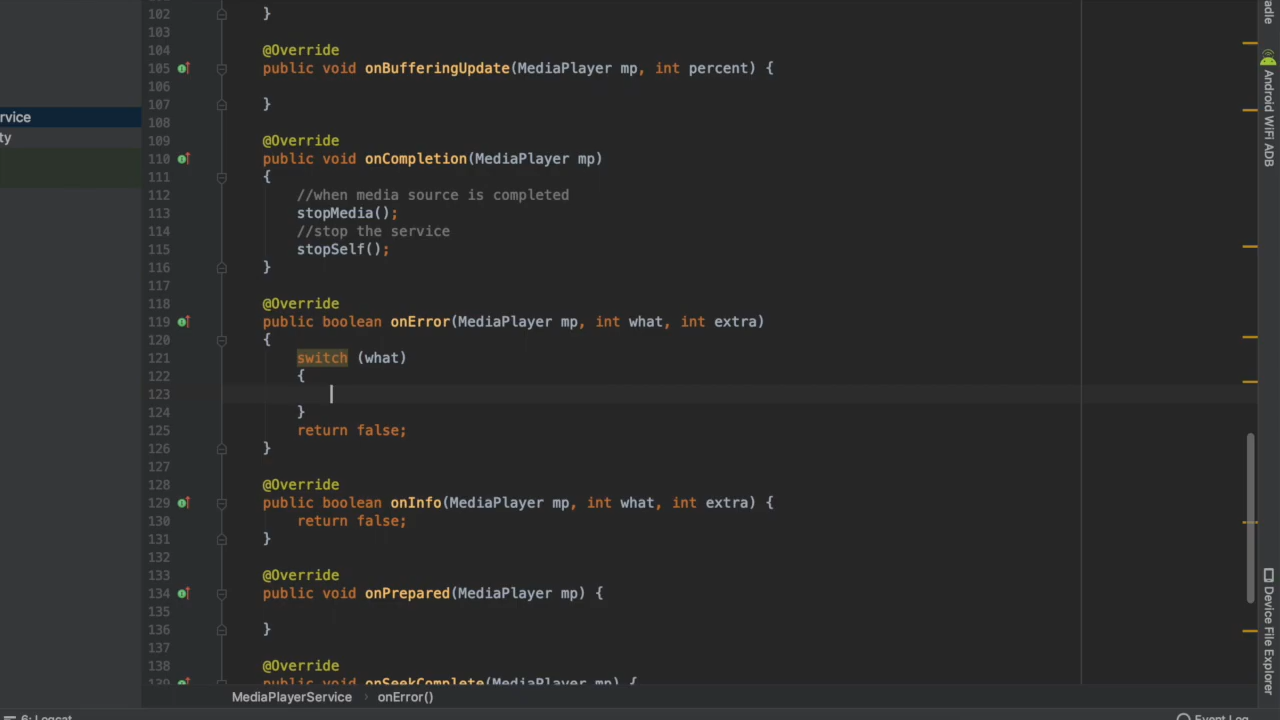 102 }
103
104 @Override
105 public void onBufferingUpdate(MediaPlayer mp, int percent) {
106
107 }
108
109 @Override
110 public void onCompletion(MediaPlayer mp)
111 {
112 //when media source is completed
113 stopMedia();
114 //stop the service
115 stopSelf();
116 }
117
118 @Override
119 public boolean onError(MediaPlayer mp, int what, int extra)
120 {
121 switch (what)
122 {
123
124 }
125 return false;
126 }
127
128 @Override
129 public boolean onInfo(MediaPlayer mp, int what, int extra) {
130 return false;
131 }
132
133 @Override
134 public void onPrepared(MediaPlayer mp) {
135
136 }
137
138 @Override
139 public void onSeekComplete(MediaPlayer mp) {
MediaPlayerService › onError()
rvice
ty
adle
Android WiFi ADB
Device File Explorer
6: Logcat
Event Log